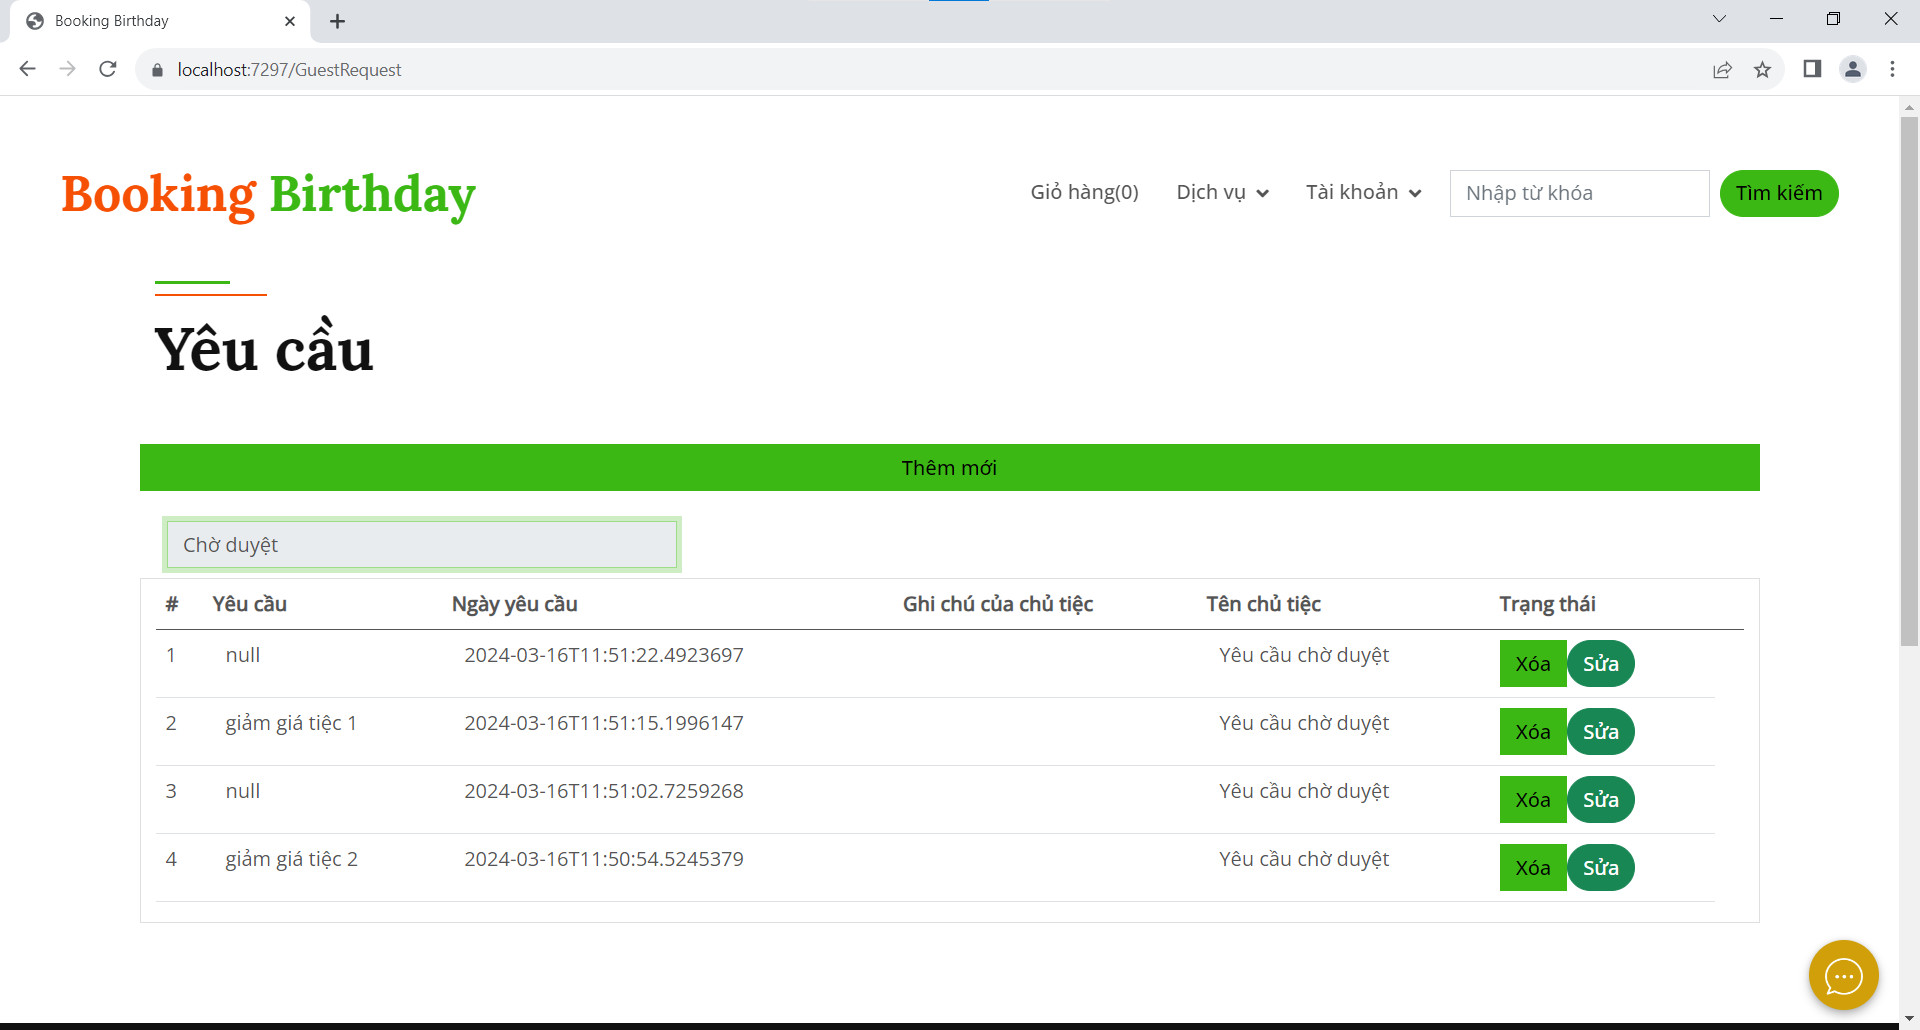 Booking Birthday
localhost:7297/GuestRequest
Booking Birthday
Giỏ hàng(0) Dịch vụ Tài khoản Nhập từ khóa Tìm kiếm
Yêu cầu
Thêm mới
Chờ duyệt
# Yêu cầu Ngày yêu cầu Ghi chú của chủ tiệc Tên chủ tiệc Trạng thái
1 null 2024-03-16T11:51:22.4923697 Yêu cầu chờ duyệt Xóa Sửa
2 giảm giá tiệc 1 2024-03-16T11:51:15.1996147 Yêu cầu chờ duyệt Xóa Sửa
3 null 2024-03-16T11:51:02.7259268 Yêu cầu chờ duyệt Xóa Sửa
4 giảm giá tiệc 2 2024-03-16T11:50:54.5245379 Yêu cầu chờ duyệt Xóa Sửa